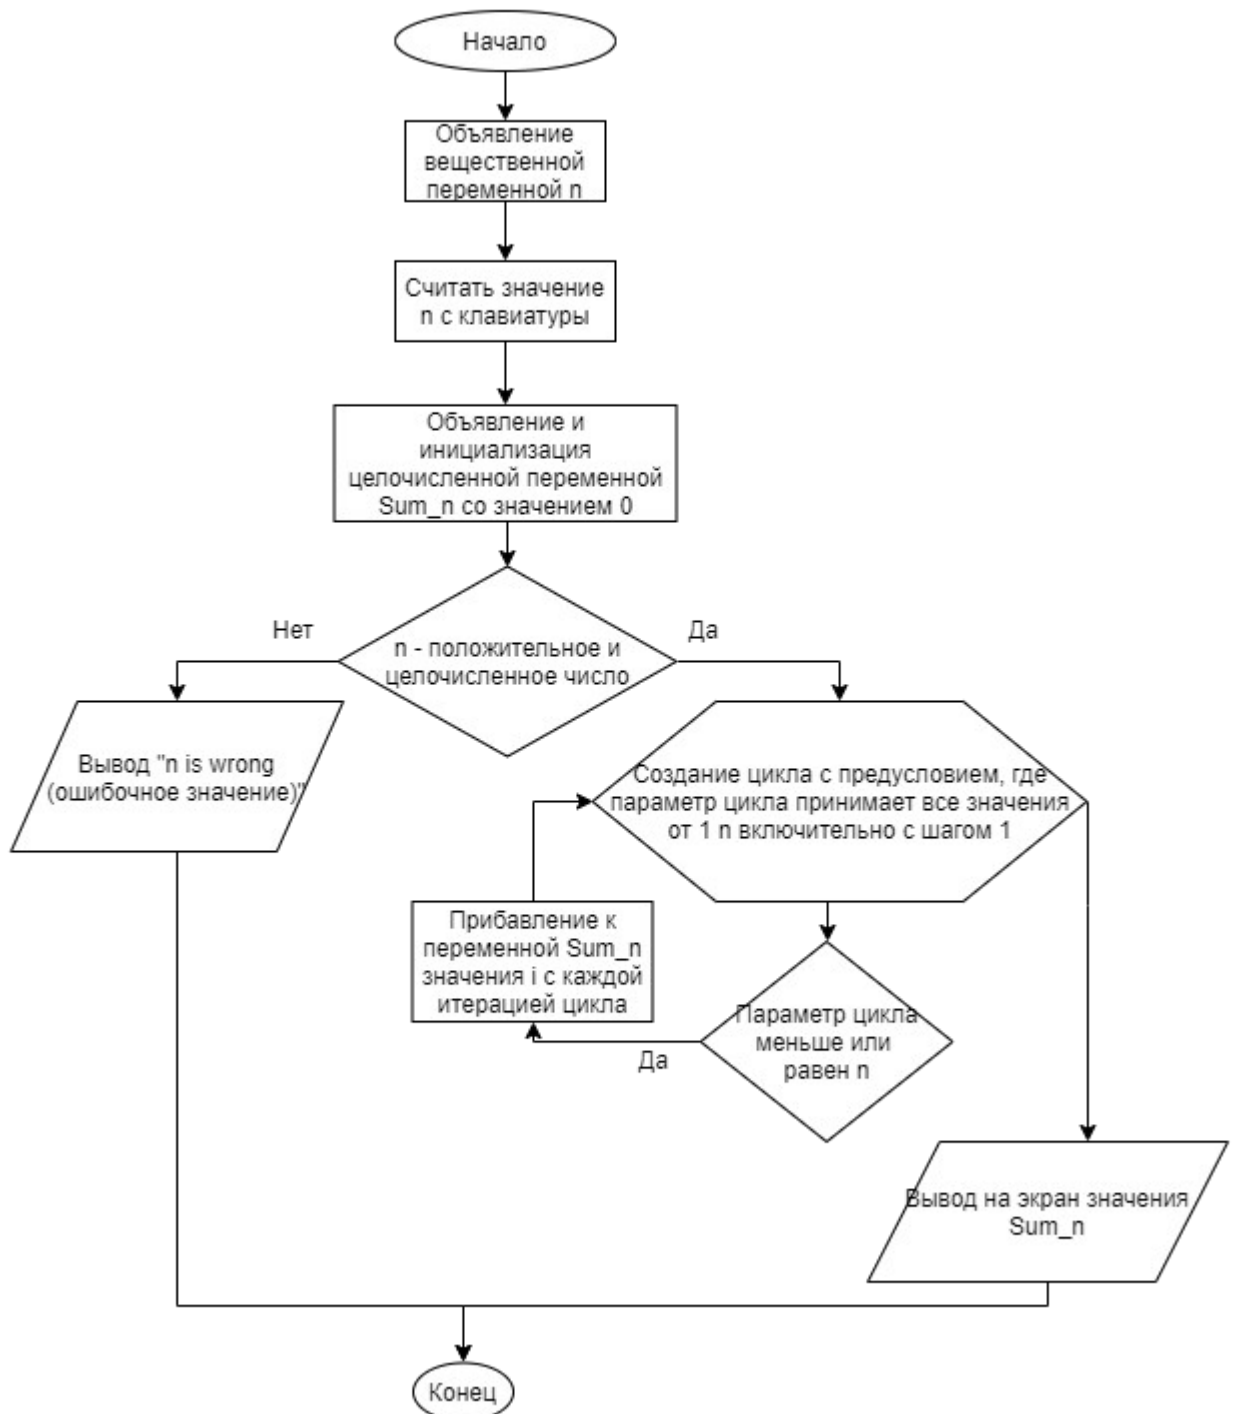 Начало
Объявление
вещественной
переменной n
Считать значение
n с клавиатуры
Объявление и
инициализация
целочисленной переменной
Sum_n со значением 0
Нет
n - положительное и
целочисленное число
Да
Вывод "n is wrong
(ошибочное значение)"
Создание цикла с предусловием, где
параметр цикла принимает все значения
от 1 n включительно с шагом 1
Прибавление к
переменной Sum_n
значения i с каждой
итерацией цикла
Да
Параметр цикла
меньше или
равен n
Вывод на экран значения
Sum_n
Конец